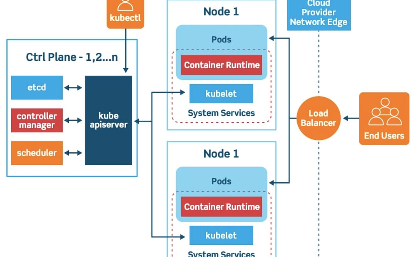 kubectl
Ctrl Plane - 1,2...n
etcd
controller
manager
scheduler
kube
apiserver
Node 1
Pods
Container Runtime
kubelet
System Services
Node 1
Pods
Container Runtime
kubelet
System Services
Cloud
Provider
Network Edge
Load
Balancer
End Users